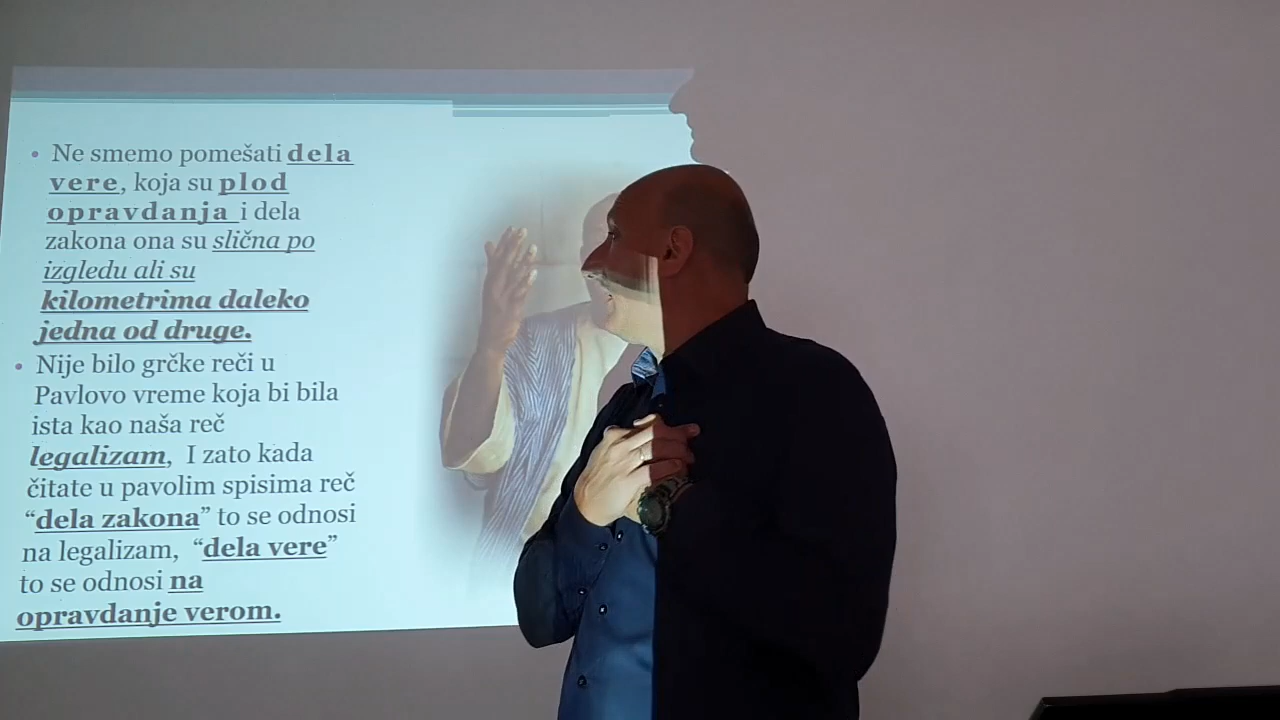 • Ne smemo pomešati dela
vere, koja su plod
opravdanja i dela
zakona ona su slična po
izgledu ali su
kilometrima daleko
jedna od druge.
• Nije bilo grčke reči u
Pavlovo vreme koja bi bila
ista kao naša reč
legalizam, I zato kada
čitate u pavolim spisima reč
“dela zakona” to se odnosi
na legalizam, “dela vere”
to se odnosi na
opravdanje verom.